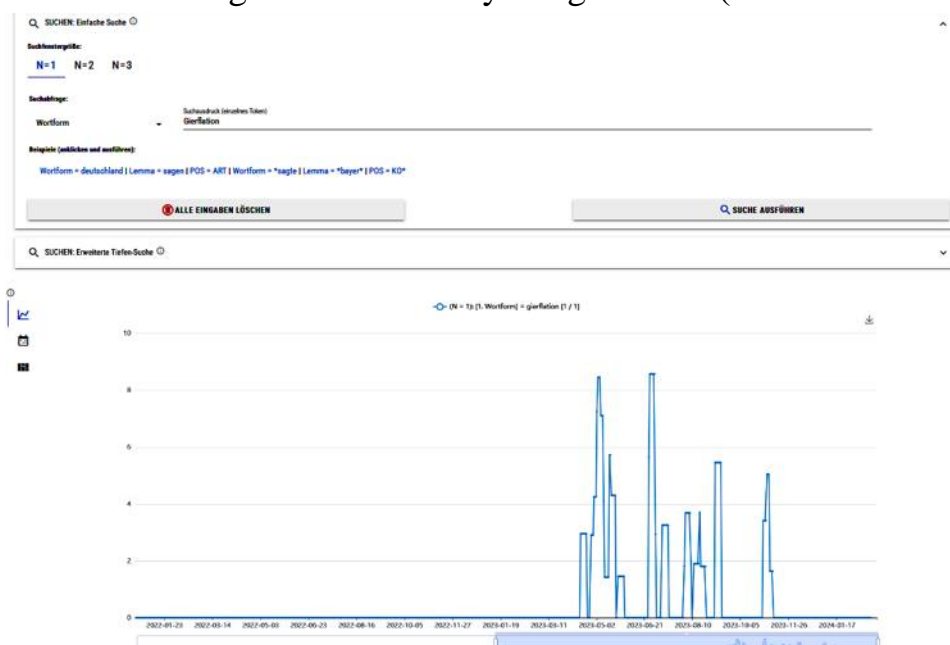 SUCHEN: Einfache Suche
Suchfenstergröße:
N=1 N=2 N=3
Suchabfrage:
Suchausdruck (einzelnes Token)
Wortform Gierflation
Beispiele (anklicken und ausführen):
Wortform = deutschland | Lemma = sagen | POS = ART | Wortform = *sagte | Lemma = *bayer* | POS = KO*
ALLE EINGABEN LÖSCHEN SUCHE AUSFÜHREN
SUCHEN: Erweiterte Tiefen-Suche
(N = 1): [1. Wortform] = gierflation [1 / 1]
10
8
6
4
2
0
2022-01-23 2022-03-14 2022-05-03 2022-06-23 2022-08-16 2022-10-05 2022-11-27 2023-01-19 2023-03-11 2023-05-02 2023-06-21 2023-08-10 2023-10-05 2023-11-26 2024-01-17